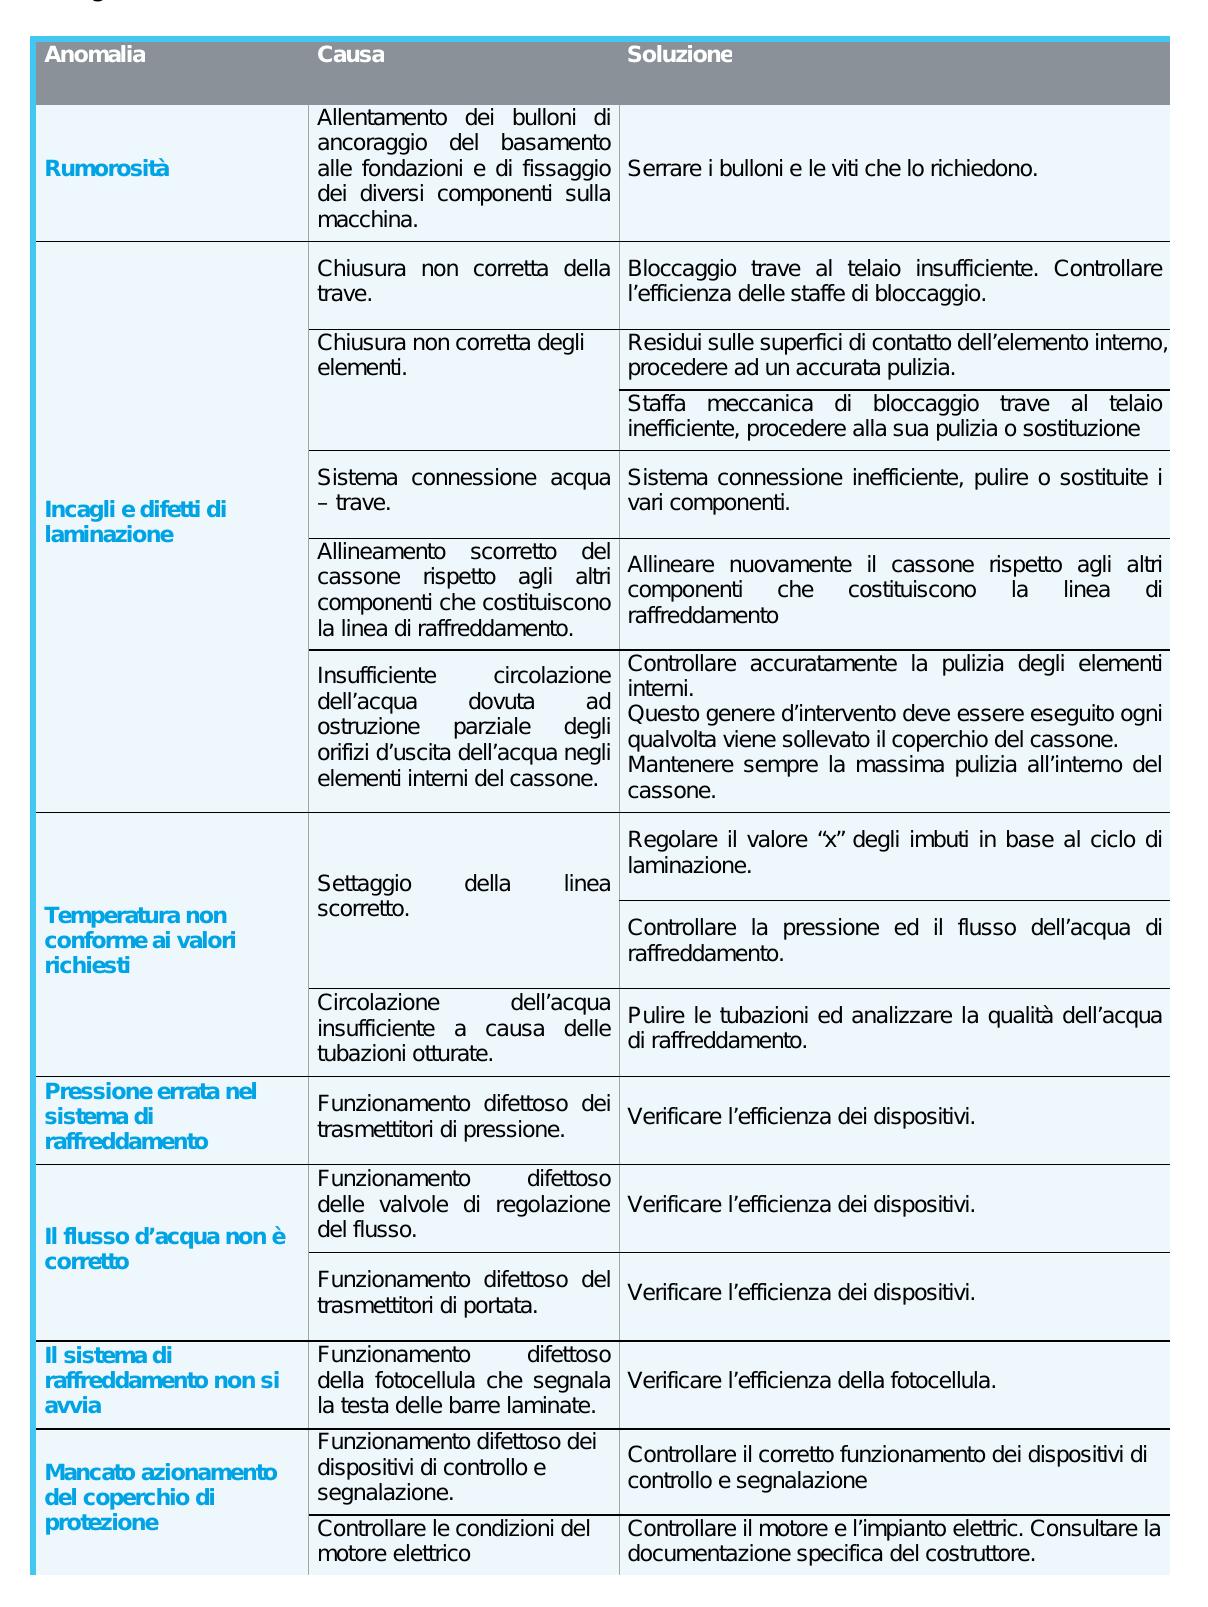 Anomalia
Causa
Soluzione
Rumorosità
Allentamento dei bulloni di
ancoraggio del basamento
alle fondazioni e di fissaggio
dei diversi componenti sulla
macchina.
Serrare i bulloni e le viti che lo richiedono.
Incagli e difetti di
laminazione
Chiusura non corretta della
trave.
Bloccaggio trave al telaio insufficiente. Controllare
l’efficienza delle staffe di bloccaggio.
Chiusura non corretta degli
elementi.
Residui sulle superfici di contatto dell’elemento interno,
procedere ad un accurata pulizia.
Staffa meccanica di bloccaggio trave al telaio
inefficiente, procedere alla sua pulizia o sostituzione
Sistema connessione acqua
– trave.
Sistema connessione inefficiente, pulire o sostituite i
vari componenti.
Allineamento scorretto del
cassone rispetto agli altri
componenti che costituiscono
la linea di raffreddamento.
Allineare nuovamente il cassone rispetto agli altri
componenti che costituiscono la linea di
raffreddamento
Insufficiente circolazione
dell’acqua dovuta ad
ostruzione parziale degli
orifizi d’uscita dell’acqua negli
elementi interni del cassone.
Controllare accuratamente la pulizia degli elementi
interni.
Questo genere d’intervento deve essere eseguito ogni
qualvolta viene sollevato il coperchio del cassone.
Mantenere sempre la massima pulizia all’interno del
cassone.
Temperatura non
conforme ai valori
richiesti
Settaggio della linea
scorretto.
Regolare il valore “x” degli imbuti in base al ciclo di
laminazione.
Controllare la pressione ed il flusso dell’acqua di
raffreddamento.
Circolazione dell’acqua
insufficiente a causa delle
tubazioni otturate.
Pulire le tubazioni ed analizzare la qualità dell’acqua
di raffreddamento.
Pressione errata nel
sistema di
raffreddamento
Funzionamento difettoso dei
trasmettitori di pressione.
Verificare l’efficienza dei dispositivi.
Il flusso d’acqua non è
corretto
Funzionamento difettoso
delle valvole di regolazione
del flusso.
Verificare l’efficienza dei dispositivi.
Funzionamento difettoso del
trasmettitori di portata.
Verificare l’efficienza dei dispositivi.
Il sistema di
raffreddamento non si
avvia
Funzionamento difettoso
della fotocellula che segnala
la testa delle barre laminate.
Verificare l’efficienza della fotocellula.
Mancato azionamento
del coperchio di
protezione
Funzionamento difettoso dei
dispositivi di controllo e
segnalazione.
Controllare il corretto funzionamento dei dispositivi di
controllo e segnalazione
Controllare le condizioni del
motore elettrico
Controllare il motore e l’impianto elettric. Consultare la
documentazione specifica del costruttore.